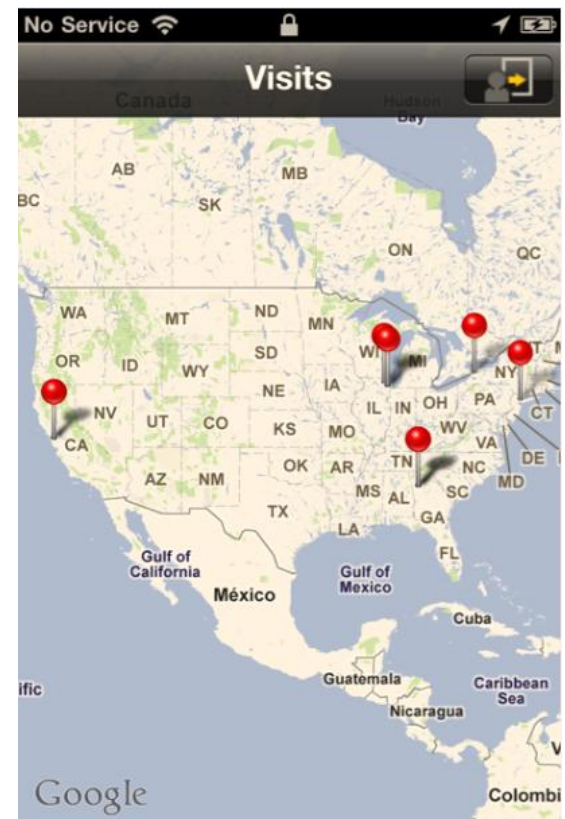 No Service
Visits
Canada
Hudson
Bay
AB
MB
BC
SK
ON
QC
WA
MT
ND
MN
OR
ID
WY
SD
WI
MI
NY
NE
IA
PA
CT
NV
UT
CO
KS
MO
IL
IN
OH
WV
VA
DE
MD
CA
AZ
NM
OK
AR
TN
NC
MS
AL
SC
TX
LA
GA
FL
Gulf of
California
México
Gulf of
Mexico
Cuba
ific
Guatemala
Caribbean
Sea
Nicaragua
V
Google
Colombi